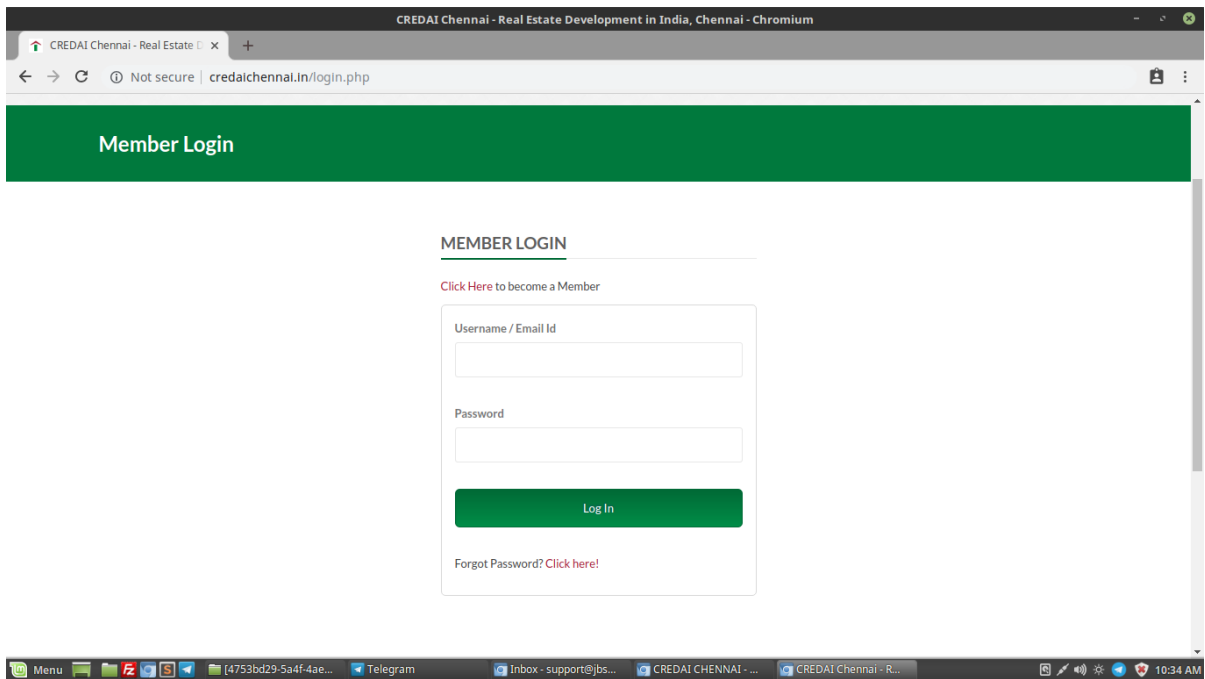 CREDAI Chennai - Real Estate Development in India, Chennai - Chromium
CREDAI Chennai - Real Estate D
Not secure | credaichennai.in/login.php
Member Login
MEMBER LOGIN
Click Here to become a Member
Username / Email Id
Password
Log In
Forgot Password? Click here!
Menu [4753bd29-5a4f-4ae... Telegram Inbox - support@jbs... CREDAI CHENNAI - ... CREDAI Chennai - R... 10:34 AM